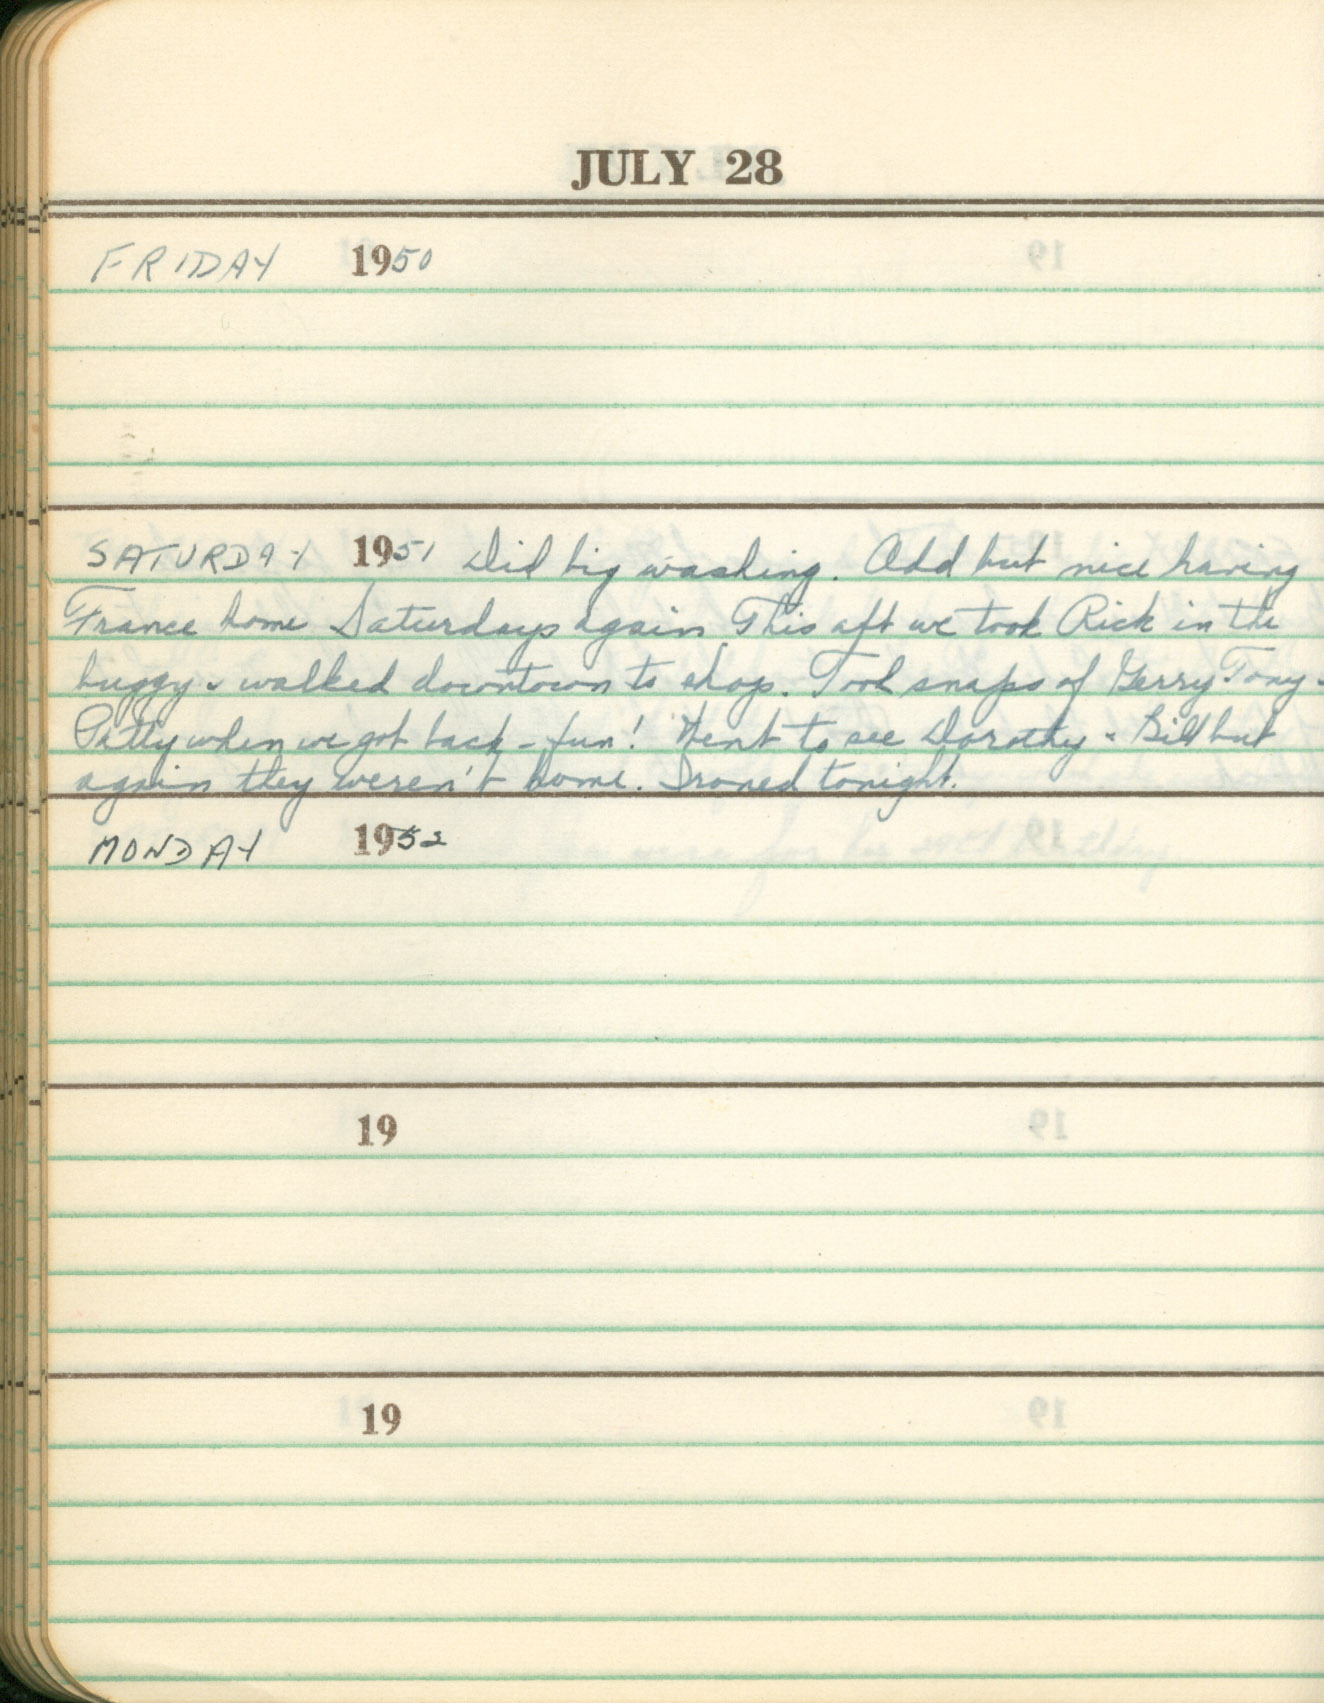 JULY 28
FRIDAY 1950
SATURDAY 1951 Did big washing. Odd but nice having
France home Saturdays again This aft we took Rick in the
buggy & walked downtown to shop. Took snaps of Gerry Tony &
Patty when we got back - fun! Went to see Dorothy & Bill but
again they weren't home. Ironed tonight.
MONDAY 1952
19
19